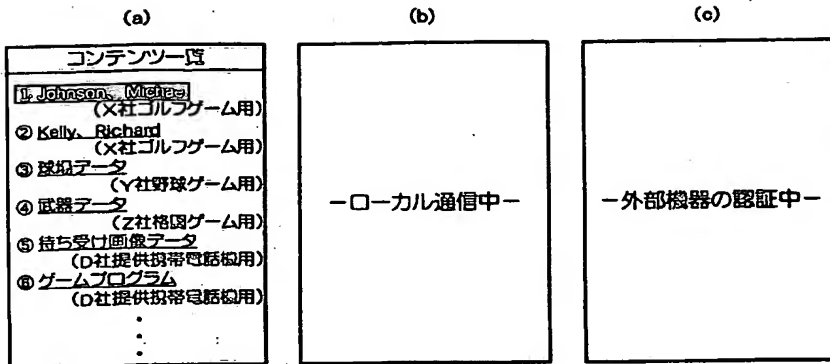 (a)
(b)
(c)
コンテンツ一覧
1. Johnson、Michael
(X社ゴルフゲーム用)
② Kelly、Richard
(X社ゴルフゲーム用)
③ 球場データ
(Y社野球ゲーム用)
④ 武器データ
(Z社格闘ゲーム用)
⑤ 持ち受け画像データ
(D社提供携帯電話機用)
⑥ ゲームプログラム
(D社提供携帯電話機用)
－ローカル通信中－
－外部機器の認証中－